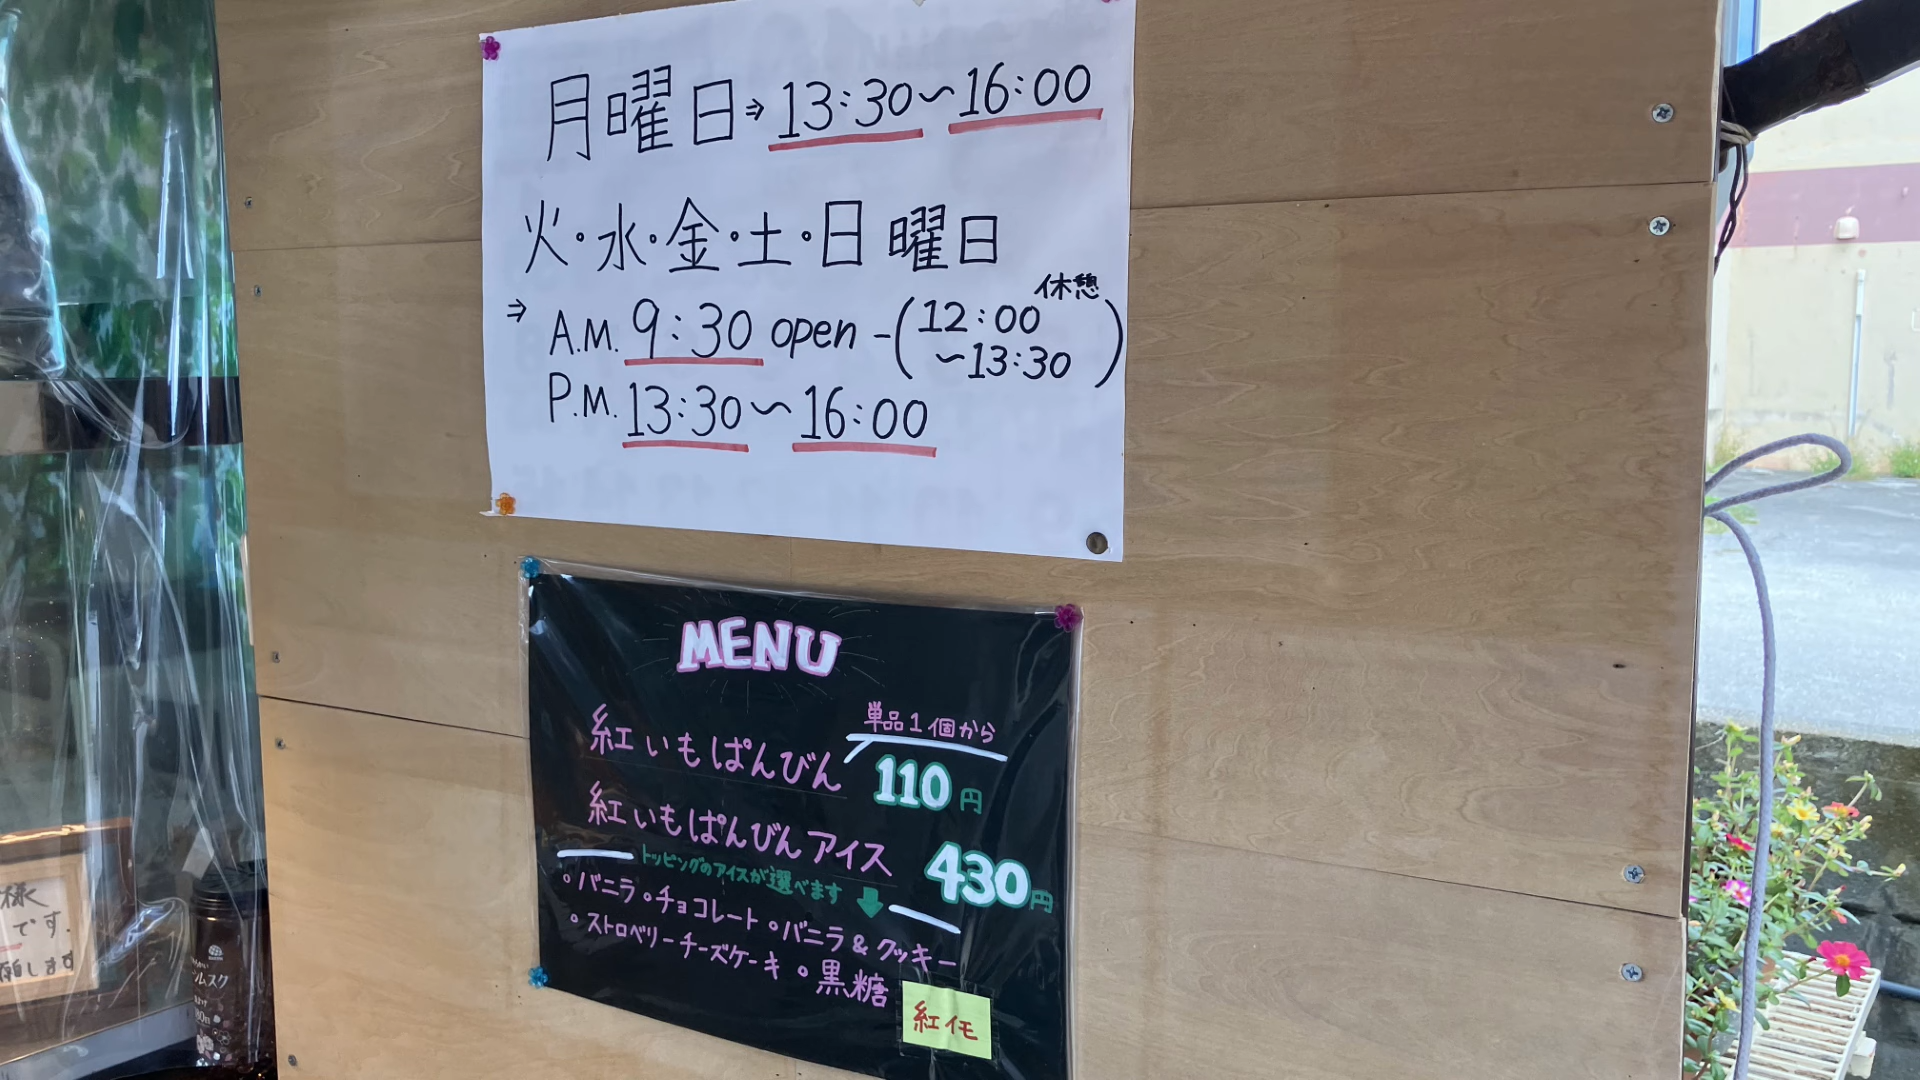 月曜日⇒13:30～16:00
火・水・金・土・日曜日
⇒ A.M. 9:30 open -(12:00 休憩
～13:30)
P.M. 13:30～16:00
MENU
単品1個から
紅いもぱんびん 110円
紅いもぱんびんアイス 430円
トッピングのアイスが選べます
・バニラ・チョコレート・バニラ&クッキー
・ストロベリーチーズケーキ・黒糖
紅イモ
様
です.
願します